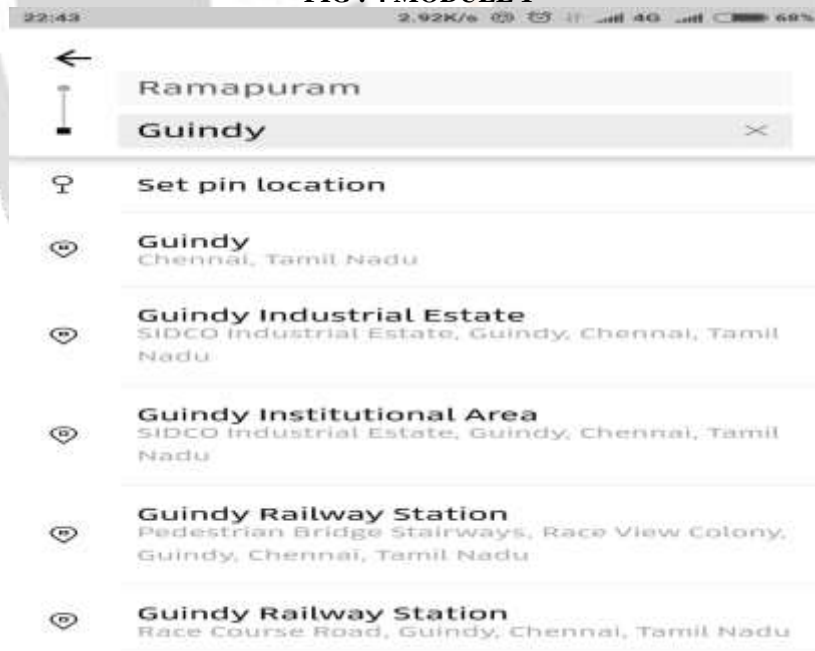 22:43 2.92K/s 4G 68%
Ramapuram
Guindy
Set pin location
Guindy
Chennai, Tamil Nadu
Guindy Industrial Estate
SIDCO Industrial Estate, Guindy, Chennai, Tamil
Nadu
Guindy Institutional Area
SIDCO Industrial Estate, Guindy, Chennai, Tamil
Nadu
Guindy Railway Station
Pedestrian Bridge Stairways, Race View Colony,
Guindy, Chennai, Tamil Nadu
Guindy Railway Station
Race Course Road, Guindy, Chennai, Tamil Nadu